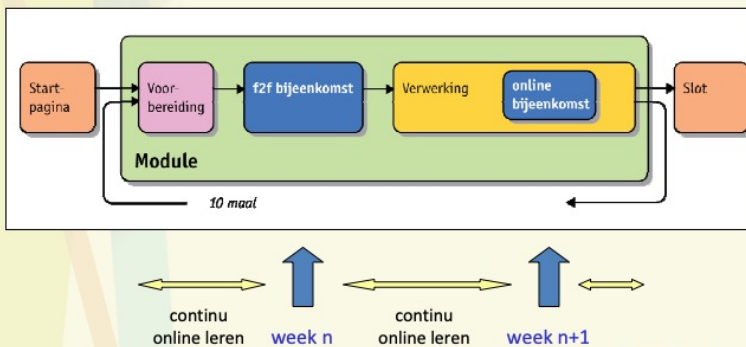 Start-
pagina
Voor-
bereiding
f2f bijeenkomst
Verwerking
online
bijeenkomst
Slot
Module
10 maal
continu
online leren
week n
continu
online leren
week n+1